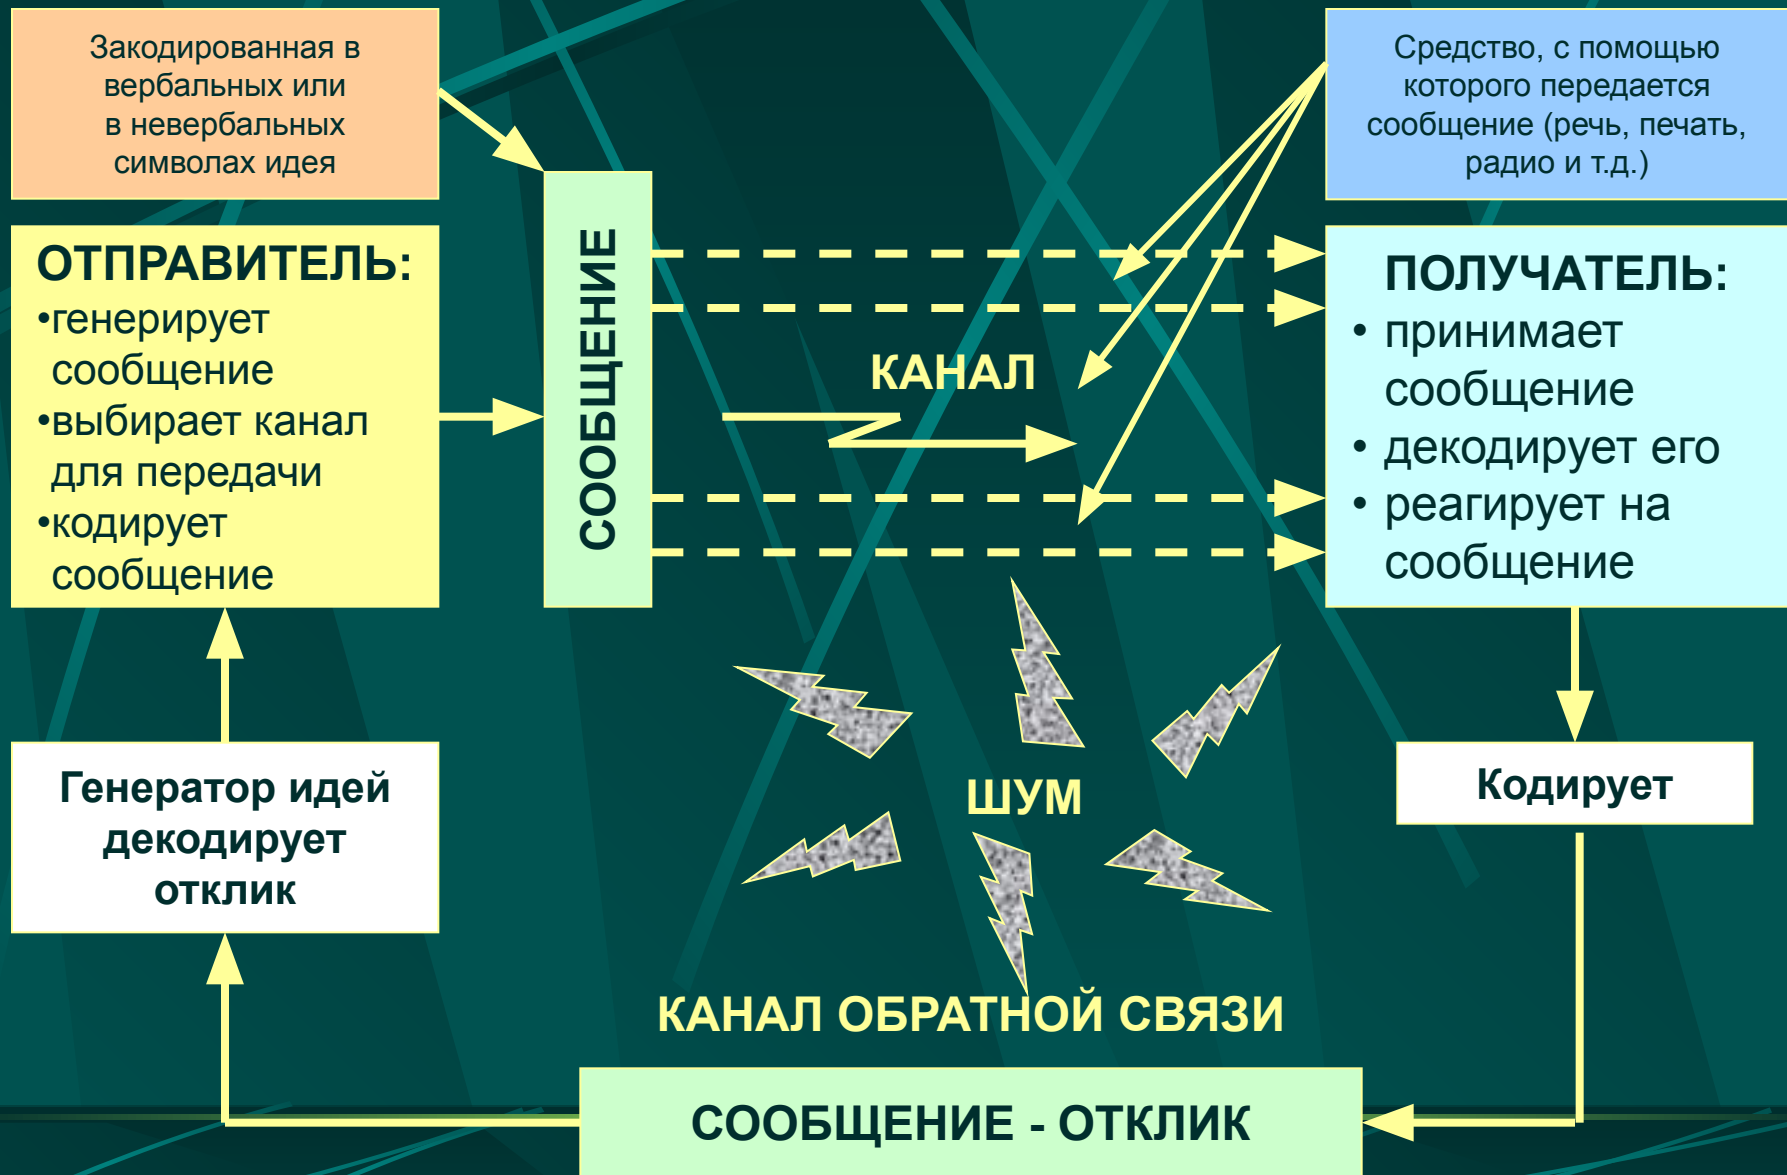 Закодированная в
вербальных или
в невербальных
символах идея
Средство, с помощью
которого передается
сообщение (речь, печать,
радио и т.д.)
ОТПРАВИТЕЛЬ:
•генерирует
сообщение
•выбирает канал
для передачи
•кодирует
сообщение
СООБЩЕНИЕ
КАНАЛ
ПОЛУЧАТЕЛЬ:
• принимает
сообщение
• декодирует его
• реагирует на
сообщение
Генератор идей
декодирует
отклик
ШУМ
Кодирует
КАНАЛ ОБРАТНОЙ СВЯЗИ
СООБЩЕНИЕ - ОТКЛИК